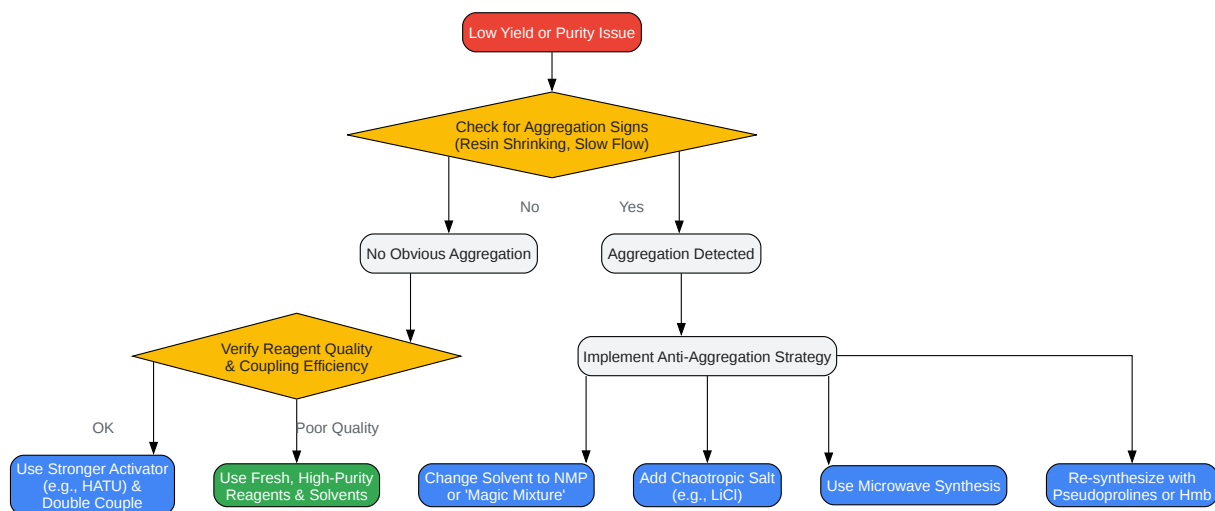 Low Yield or Purity Issue
Check for Aggregation Signs
(Resin Shrinking, Slow Flow)
No
Yes
No Obvious Aggregation
Aggregation Detected
Verify Reagent Quality
& Coupling Efficiency
Implement Anti-Aggregation Strategy
OK
Poor Quality
Use Stronger Activator
(e.g., HATU) &
Double Couple
Use Fresh, High-Purity
Reagents & Solvents
Change Solvent to NMP
or 'Magic Mixture'
Add Chaotropic Salt
(e.g., LiCl)
Use Microwave Synthesis
Re-synthesize with
Pseudoprolines or Hmb